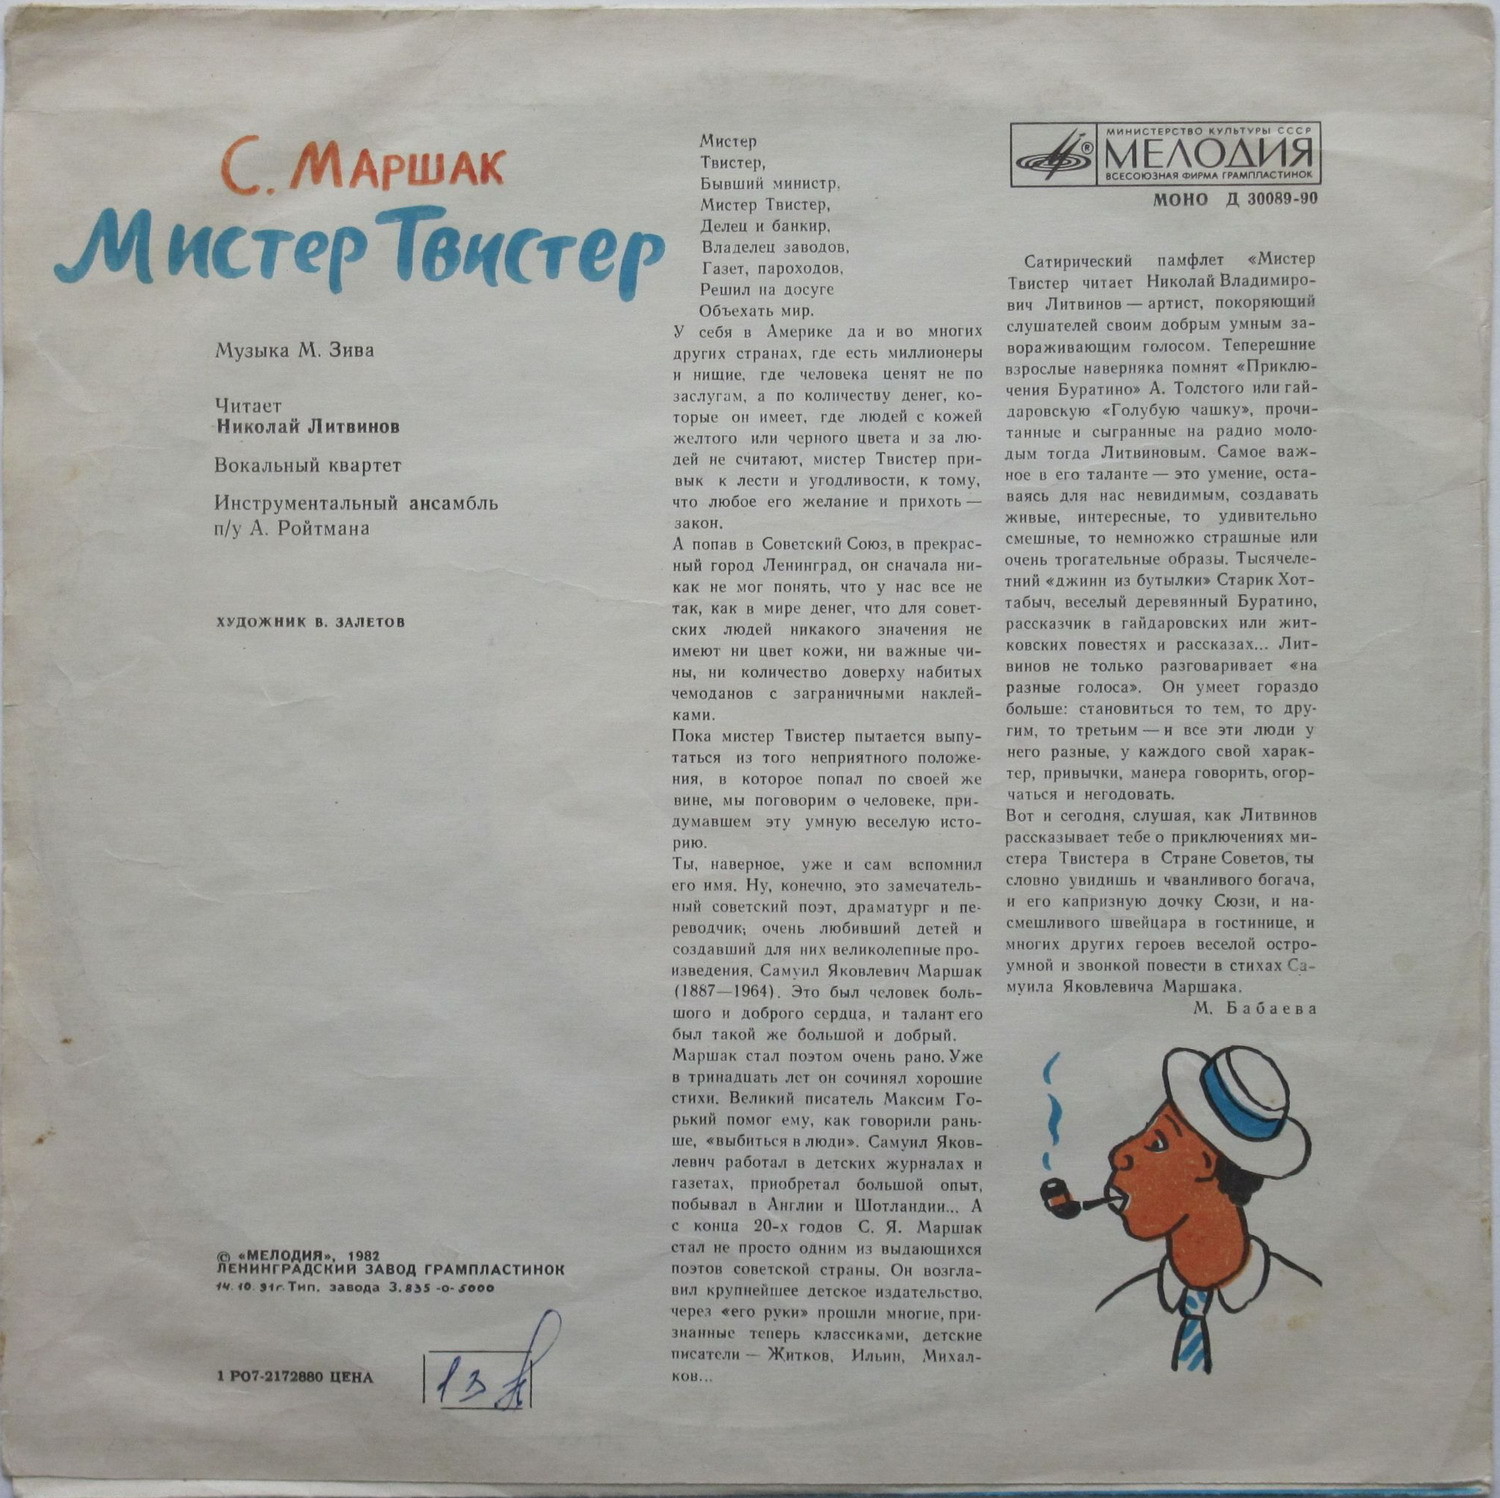 С. Маршак
Мистер Твистер
Музыка М. Зива
Читает
Николай Литвинов
Вокальный квартет
Инструментальный ансамбль
п/у А. Ройтмана
ХУДОЖНИК В. ЗАЛЕТОВ
© «МЕЛОДИЯ», 1982
ЛЕНИНГРАДСКИЙ ЗАВОД ГРАМПЛАСТИНОК
14.10.91г. Тип. завода З.835-0-5000
1 РО7-2172880 ЦЕНА
13
Мистер
Твистер,
Бывший министр,
Мистер Твистер,
Делец и банкир,
Владелец заводов,
Газет, пароходов,
Решил на досуге
Объехать мир.
У себя в Америке да и во многих
других странах, где есть миллионеры
и нищие, где человека ценят не по
заслугам, а по количеству денег, ко-
торые он имеет, где людей с кожей
желтого или черного цвета и за лю-
дей не считают, мистер Твистер при-
вык к лести и угодливости, к тому,
что любое его желание и прихоть —
закон.
А попав в Советский Союз, в прекрас-
ный город Ленинград, он сначала ни-
как не мог понять, что у нас все не
так, как в мире денег, что для совет-
ских людей никакого значения не
имеют ни цвет кожи, ни важные чи-
ны, ни количество доверху набитых
чемоданов с заграничными наклей-
ками.
Пока мистер Твистер пытается выпу-
таться из того неприятного положе-
ния, в которое попал по своей же
вине, мы поговорим о человеке, при-
думавшем эту умную веселую исто-
рию.
Ты, наверное, уже и сам вспомнил
его имя. Ну, конечно, это замечатель-
ный советский поэт, драматург и пе-
реводчик; очень любивший детей и
создавший для них великолепные про-
изведения, Самуил Яковлевич Маршак
(1887—1964). Это был человек боль-
шого и доброго сердца, и талант его
был такой же большой и добрый.
Маршак стал поэтом очень рано. Уже
в тринадцать лет он сочинял хорошие
стихи. Великий писатель Максим Го-
рький помог ему, как говорили рань-
ше, «выбиться в люди». Самуил Яков-
левич работал в детских журналах и
газетах, приобретал большой опыт,
побывал в Англии и Шотландии... А
с конца 20-х годов С. Я. Маршак
стал не просто одним из выдающихся
поэтов советской страны. Он возгла-
вил крупнейшее детское издательство,
через «его руки» прошли многие, при-
знанные теперь классиками, детские
писатели — Житков, Ильин, Михал-
ков...
МИНИСТЕРСТВО КУЛЬТУРЫ СССР
МЕЛОДИЯ
ВСЕСОЮЗНАЯ ФИРМА ГРАМПЛАСТИНОК
МОНО Д 30089-90
Сатирический памфлет «Мистер
Твистер читает Николай Владимиро-
вич Литвинов — артист, покоряющий
слушателей своим добрым умным за-
вораживающим голосом. Теперешние
взрослые наверняка помнят «Приклю-
чения Буратино» А. Толстого или гай-
даровскую «Голубую чашку», прочи-
танные и сыгранные на радио моло-
дым тогда Литвиновым. Самое важ-
ное в его таланте — это умение, оста-
ваясь для нас невидимым, создавать
живые, интересные, то удивительно
смешные, то немножко страшные или
очень трогательные образы. Тысячеле-
тний «джинн из бутылки» Старик Хот-
табыч, веселый деревянный Буратино,
рассказчик в гайдаровских или жит-
ковских повестях и рассказах... Лит-
винов не только разговаривает «на
разные голоса». Он умеет гораздо
больше: становиться то тем, то дру-
гим, то третьим — и все эти люди у
него разные, у каждого свой харак-
тер, привычки, манера говорить, огор-
чаться и негодовать.
Вот и сегодня, слушая, как Литвинов
рассказывает тебе о приключениях ми-
стера Твистера в Стране Советов, ты
словно увидишь и чванливого богача,
и его капризную дочку Сюзи, и на-
смешливого швейцара в гостинице, и
многих других героев веселой остро-
умной и звонкой повести в стихах Са-
муила Яковлевича Маршака.
М. Бабаева